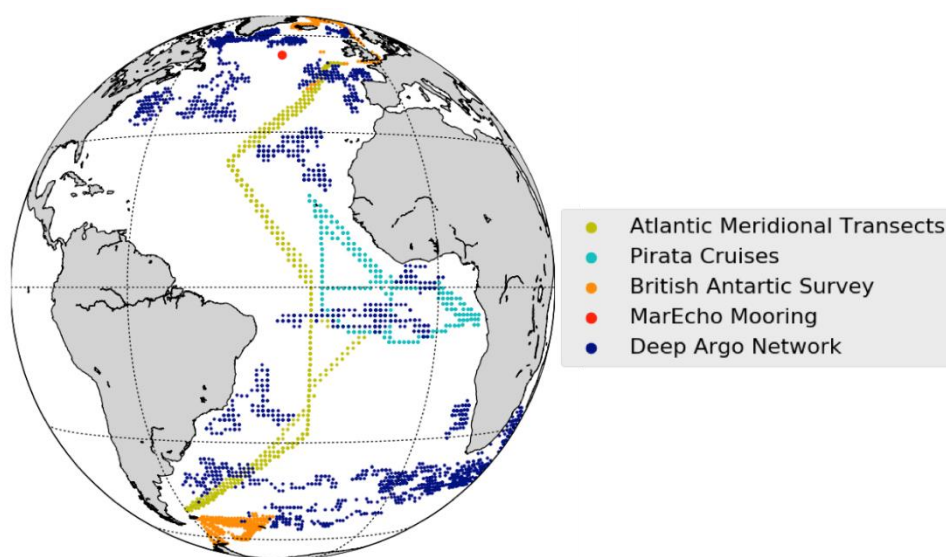 Atlantic Meridional Transects
Pirata Cruises
British Antartic Survey
MarEcho Mooring
Deep Argo Network